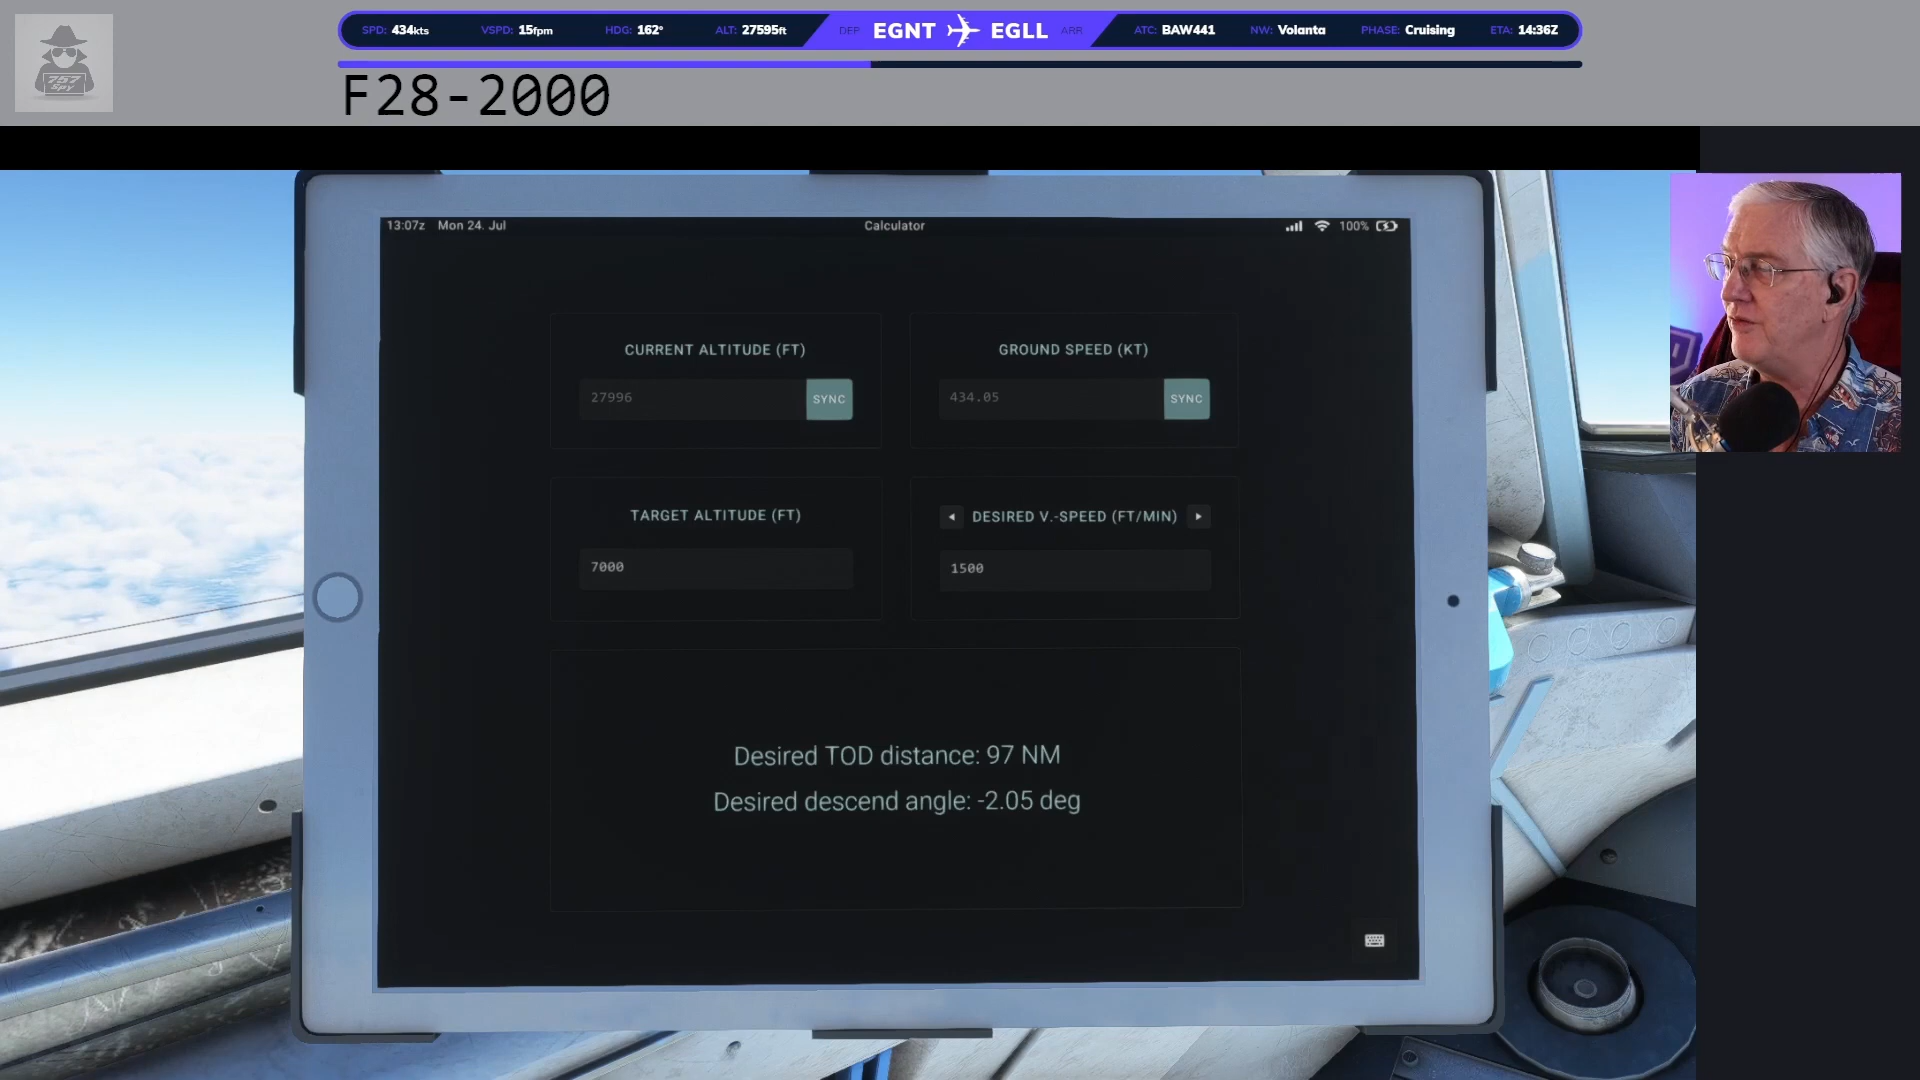 SPD: 434kts VSPD: 15fpm HDG: 162° ALT: 27595ft DEP EGNT EGLL ARR ATC: BAW441 NW: Volanta PHASE: Cruising ETA: 14:36Z
757
SPY
F28-2000
13:07z Mon 24. Jul Calculator 100%
CURRENT ALTITUDE (FT) GROUND SPEED (KT)
27996 SYNC 434.05 SYNC
TARGET ALTITUDE (FT) DESIRED V.-SPEED (FT/MIN)
7000 1500
Desired TOD distance: 97 NM
Desired descend angle: -2.05 deg